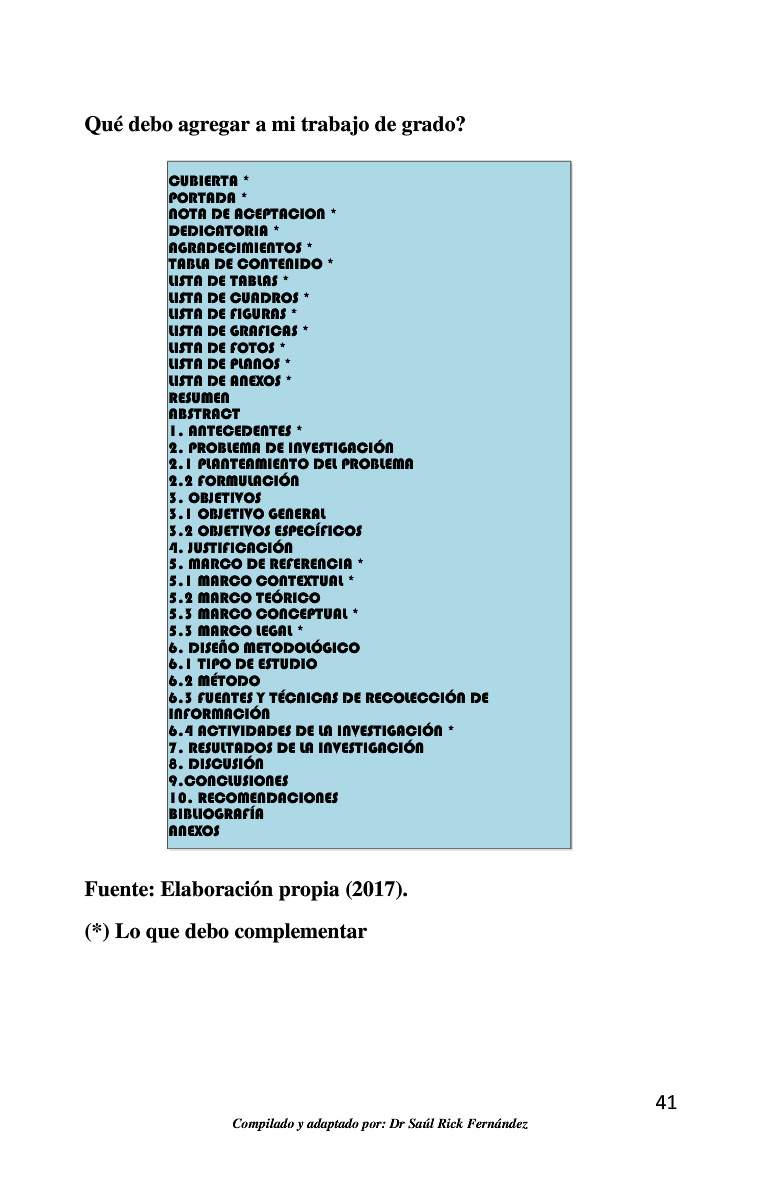 Qué debo agregar a mi trabajo de grado?
CUBIERTA *
PORTADA *
NOTA DE ACEPTACION *
DEDICATORIA *
AGRADECIMIENTOS *
TABLA DE CONTENIDO *
LISTA DE TABLAS *
LISTA DE CUADROS *
LISTA DE FIGURAS *
LISTA DE GRAFICAS *
LISTA DE FOTOS *
LISTA DE PLANOS *
LISTA DE ANEXOS *
RESUMEN
ABSTRACT
1. ANTECEDENTES *
2. PROBLEMA DE INVESTIGACIÓN
2.1 PLANTEAMIENTO DEL PROBLEMA
2.2 FORMULACIÓN
3. OBJETIVOS
3.1 OBJETIVO GENERAL
3.2 OBJETIVOS ESPECÍFICOS
4. JUSTIFICACIÓN
5. MARCO DE REFERENCIA *
5.1 MARCO CONTEXTUAL *
5.2 MARCO TEÓRICO
5.3 MARCO CONCEPTUAL *
5.3 MARCO LEGAL *
6. DISEÑO METODOLÓGICO
6.1 TIPO DE ESTUDIO
6.2 MÉTODO
6.3 FUENTES Y TÉCNICAS DE RECOLECCIÓN DE
INFORMACIÓN
6.4 ACTIVIDADES DE LA INVESTIGACIÓN *
7. RESULTADOS DE LA INVESTIGACIÓN
8. DISCUSIÓN
9.CONCLUSIONES
10. RECOMENDACIONES
BIBLIOGRAFÍA
ANEXOS
Fuente: Elaboración propia (2017).
(*) Lo que debo complementar
41
Compilado y adaptado por: Dr Saúl Rick Fernández